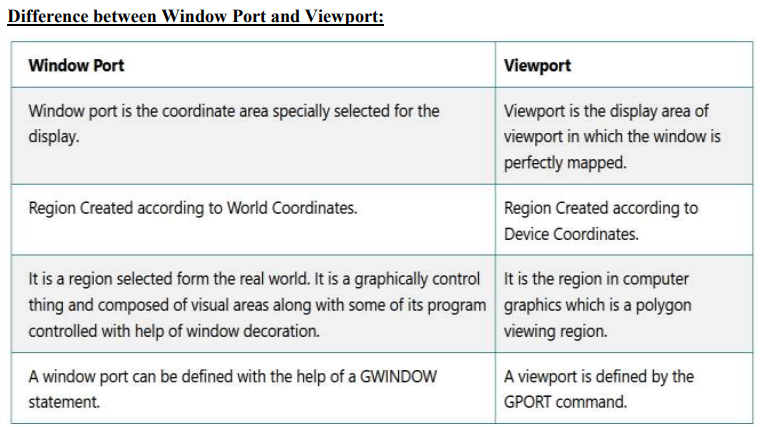 Difference between Window Port and Viewport:
Window Port
Viewport
Window port is the coordinate area specially selected for the
display.
Viewport is the display area of
viewport in which the window is
perfectly mapped.
Region Created according to World Coordinates.
Region Created according to
Device Coordinates.
It is a region selected form the real world. It is a graphically control
thing and composed of visual areas along with some of its program
controlled with help of window decoration.
It is the region in computer
graphics which is a polygon
viewing region.
A window port can be defined with the help of a GWINDOW
statement.
A viewport is defined by the
GPORT command.